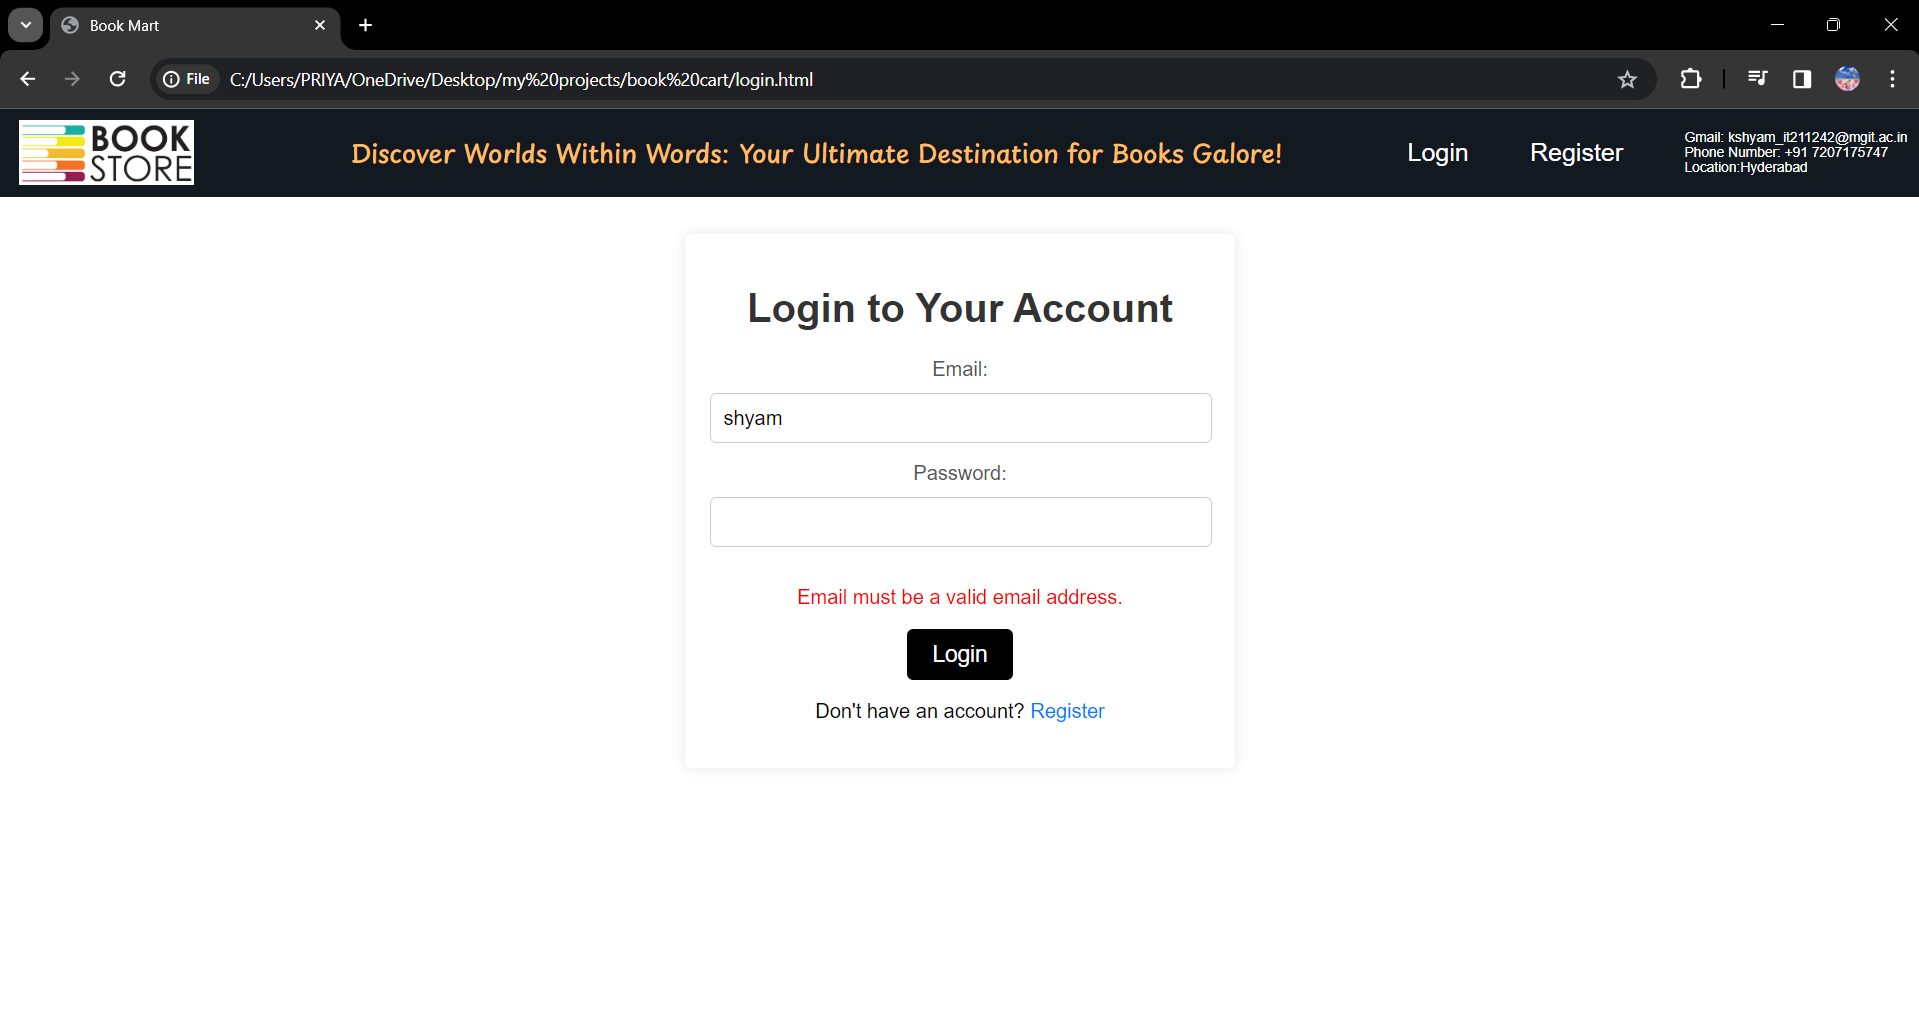 Book Mart
File C:/Users/PRIYA/OneDrive/Desktop/my%20projects/book%20cart/login.html
BOOK
STORE
Discover Worlds Within Words: Your Ultimate Destination for Books Galore!
Login
Register
Gmail: kshyam_it211242@mgit.ac.in
Phone Number: +91 7207175747
Location:Hyderabad
Login to Your Account
Email:
shyam
Password:
Email must be a valid email address.
Login
Don't have an account? Register